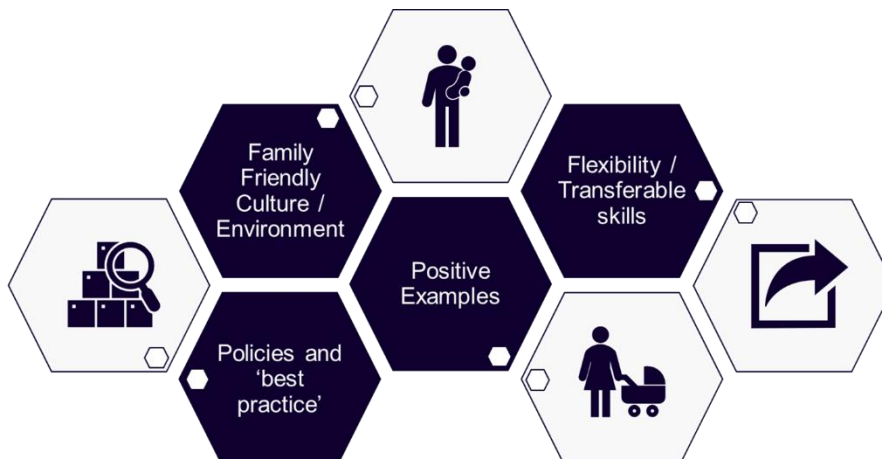 Family
Friendly
Culture /
Environment
Flexibility /
Transferable
skills
Positive
Examples
Policies and
‘best
practice’